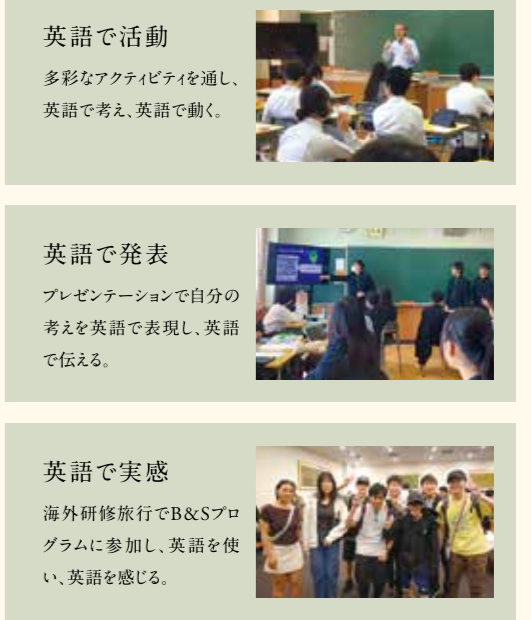 英語で活動
多彩なアクティビティを通し、
英語で考え、英語で動く。
英語で発表
プレゼンテーションで自分の
考えを英語で表現し、英語
で伝える。
英語で実感
海外研修旅行でB&Sプロ
グラムに参加し、英語を使
い、英語を感じる。